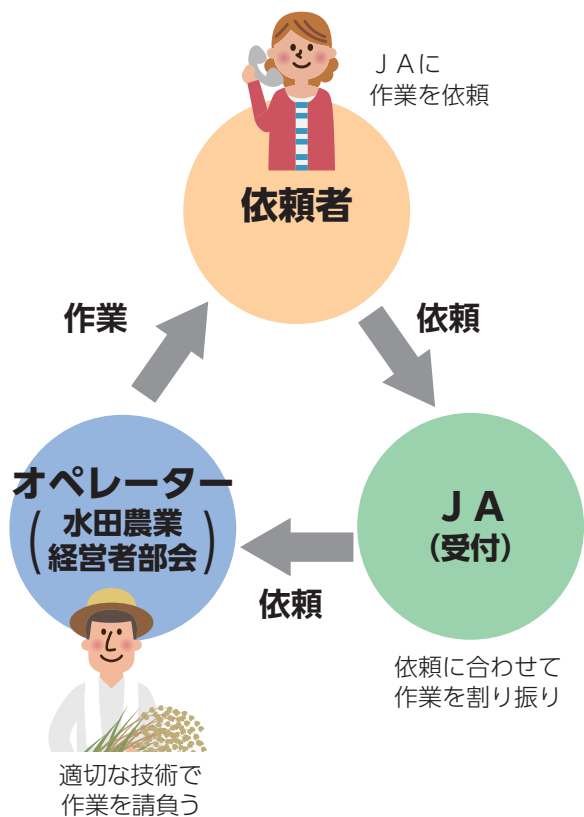 ＪＡに
作業を依頼
依頼者
作業
依頼
オペレーター
（水田農業
経営者部会）
ＪＡ
（受付）
依頼
依頼に合わせて
作業を割り振り
適切な技術で
作業を請負う